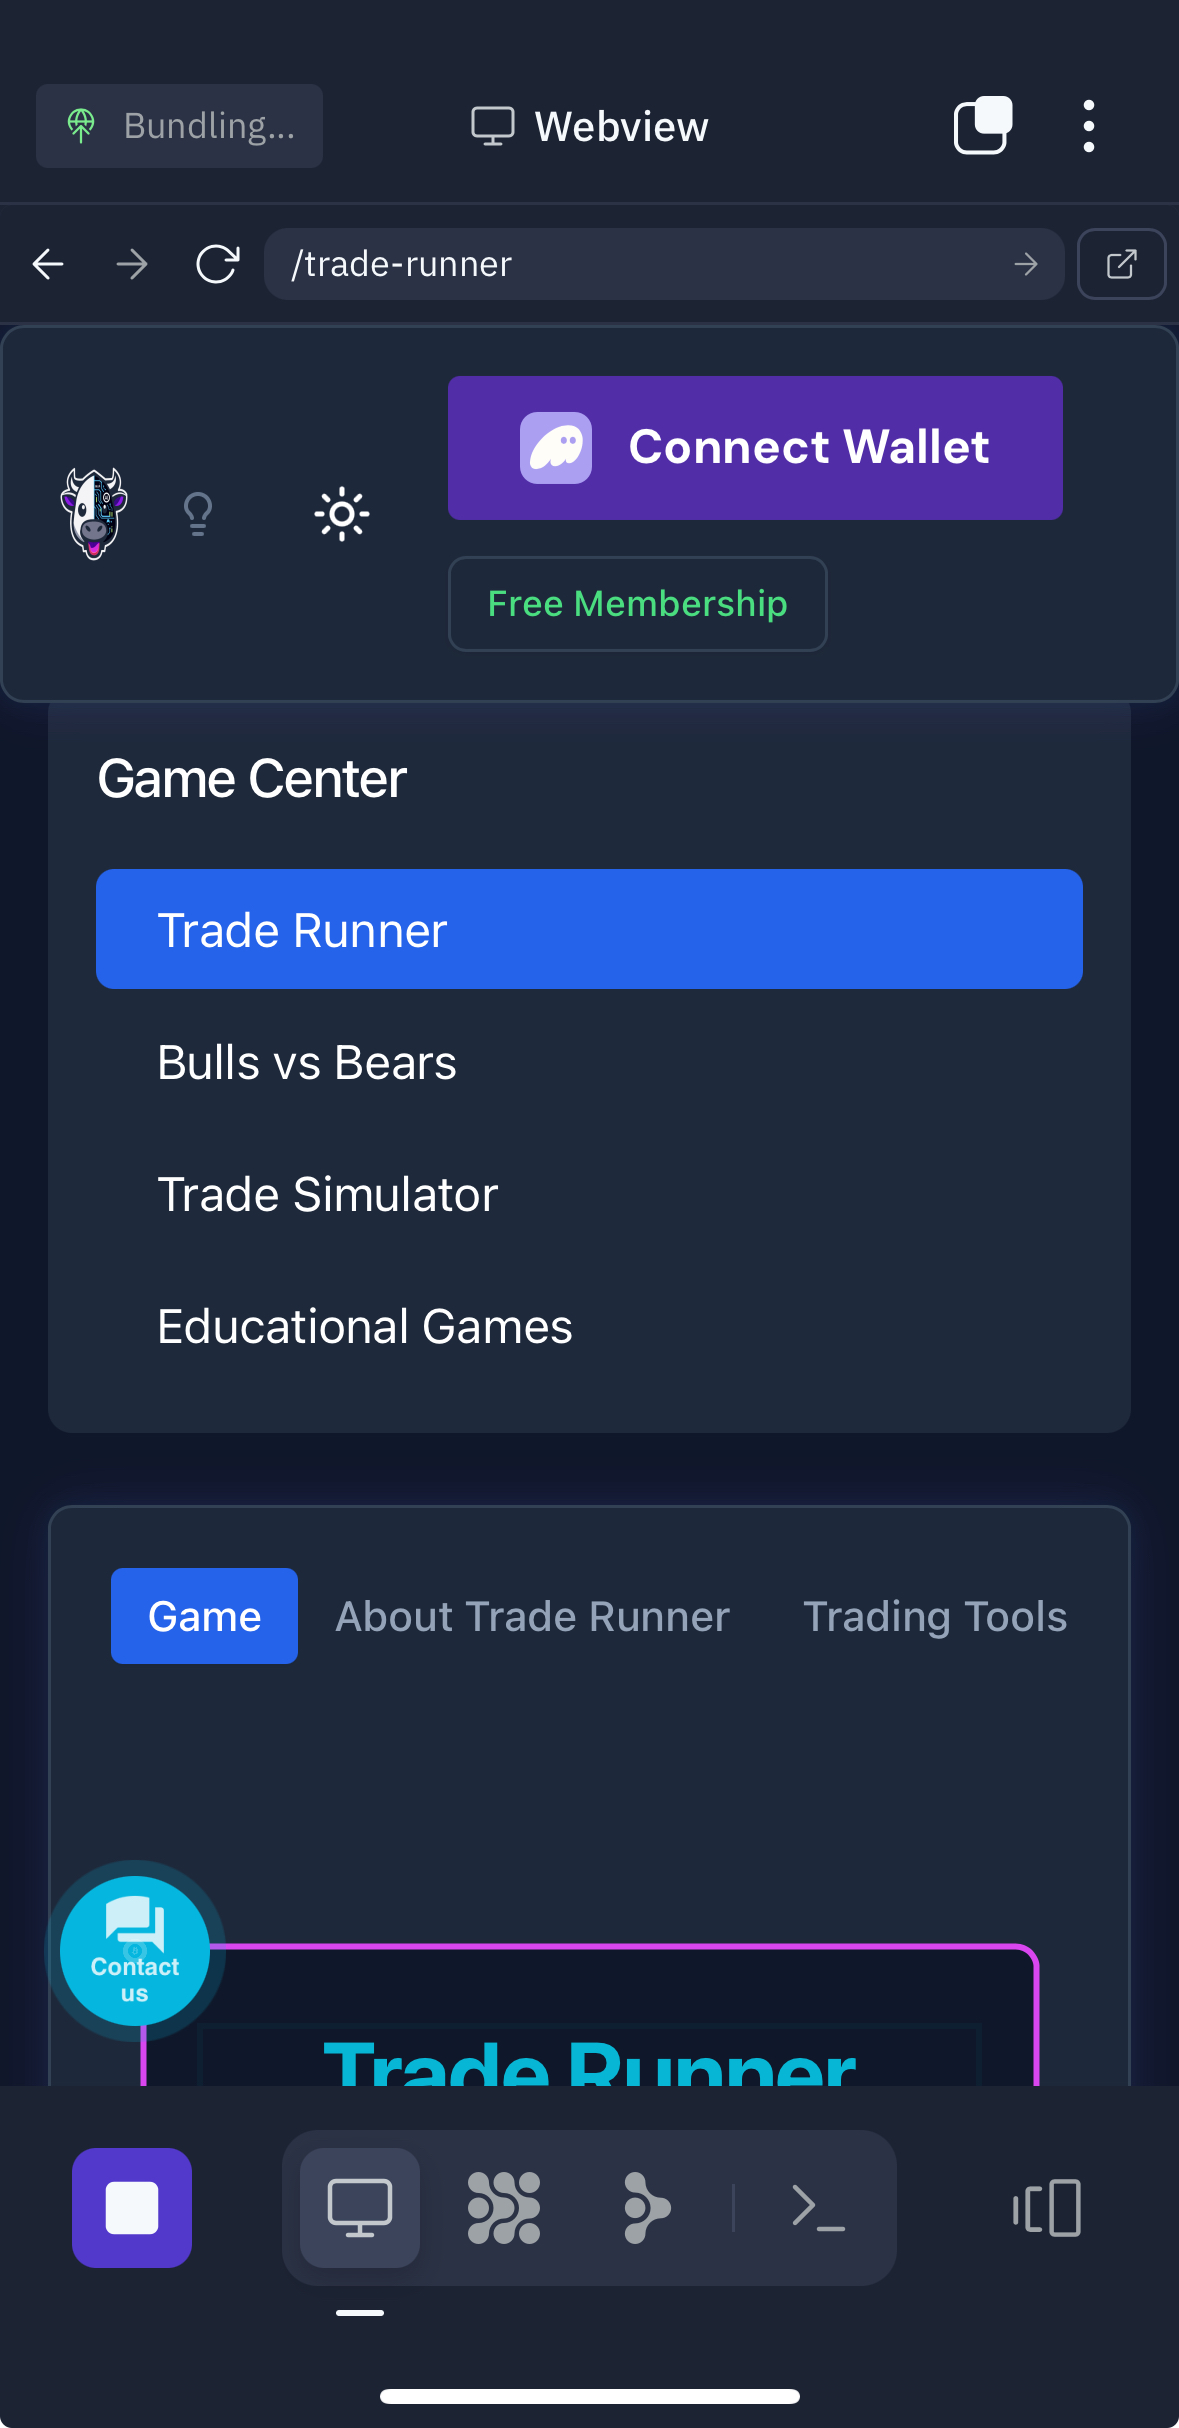 Bundling...
Webview
/trade-runner
Connect Wallet
Free Membership
Game Center
Trade Runner
Bulls vs Bears
Trade Simulator
Educational Games
Game
About Trade Runner
Trading Tools
Contact
us
Trade Runner